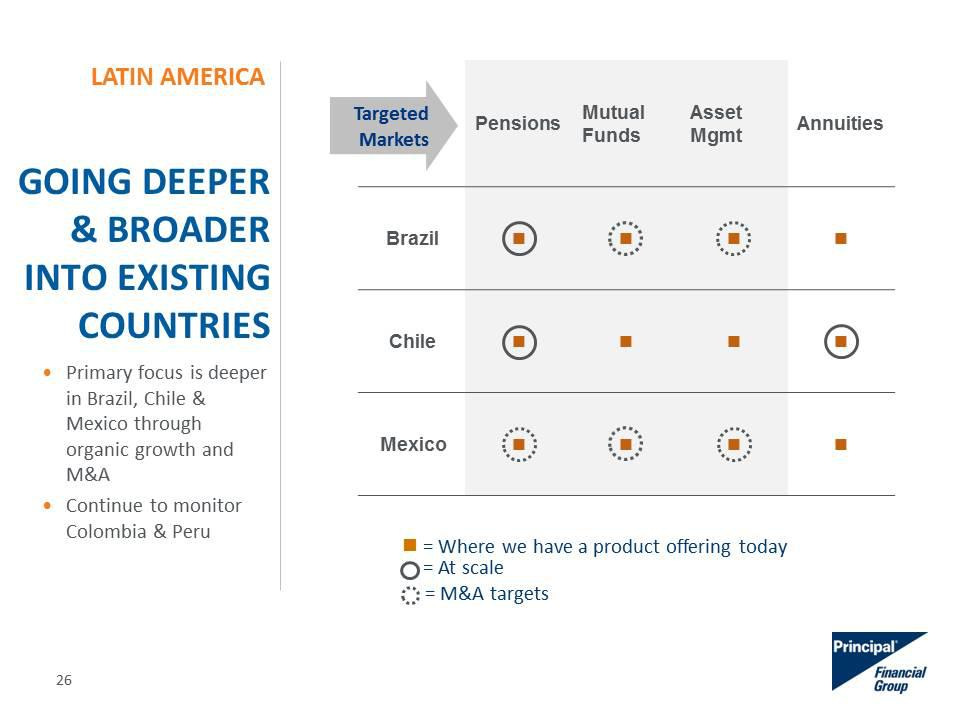 LATIN AMERICA
GOING DEEPER
& BROADER
INTO EXISTING
COUNTRIES
• Primary focus is deeper
in Brazil, Chile &
Mexico through
organic growth and
M&A
• Continue to monitor
Colombia & Peru
Targeted
Markets
Pensions
Mutual
Funds
Asset
Mgmt
Annuities
Brazil
Chile
Mexico
= Where we have a product offering today
= At scale
= M&A targets
26
Principal®
Financial
Group